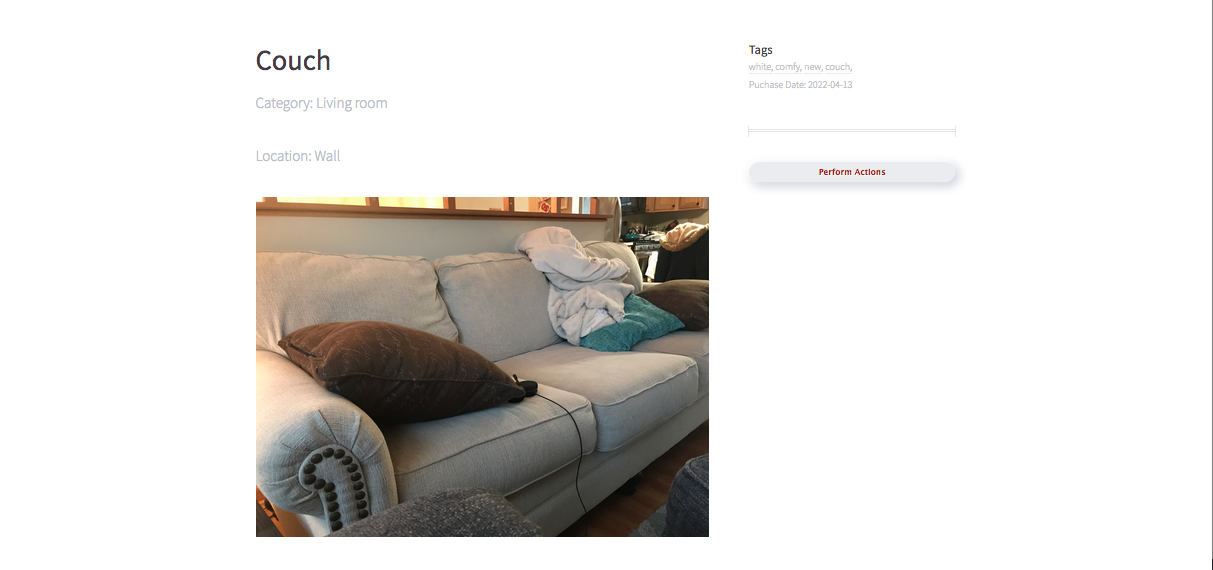 Couch
Category: Living room
Location: Wall
Tags
white, comfy, new, couch,
Puchase Date: 2022-04-13
Perform Actions